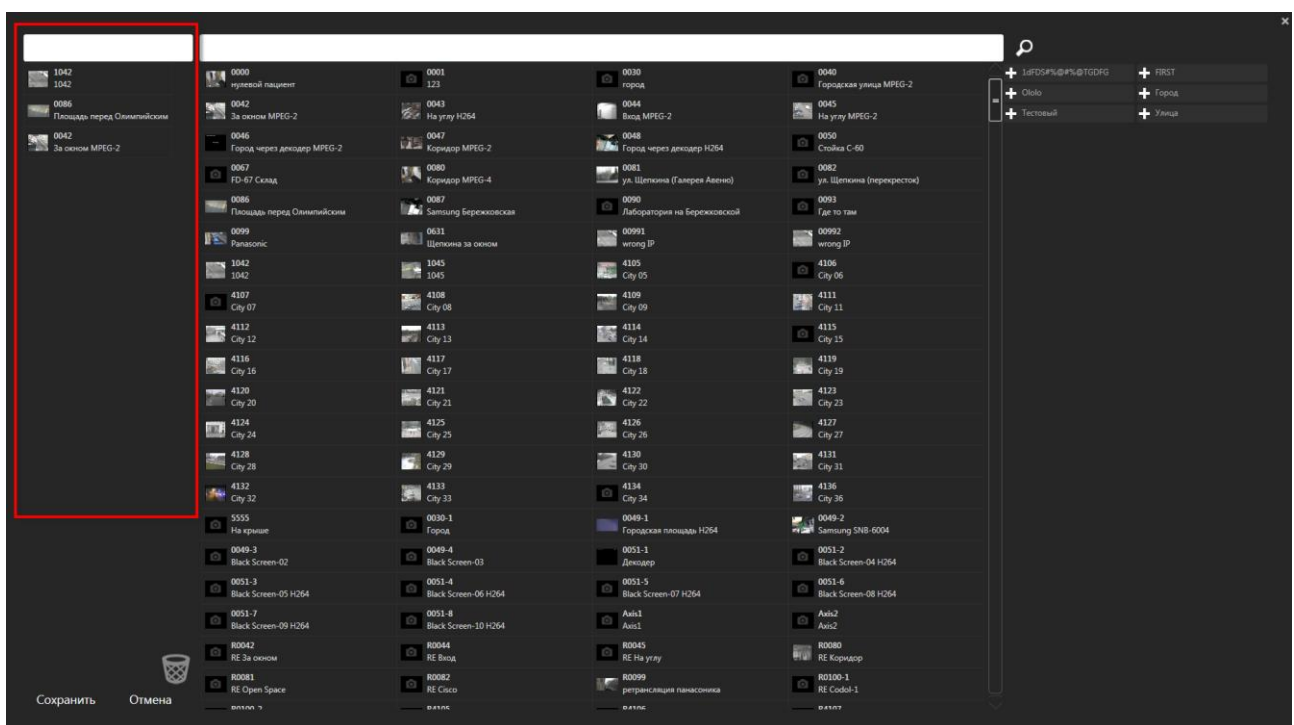 1042
1042
0086
Площадь перед Олимпийским
0042
За окном MPEG-2
0000
нулевой пациент
0001
123
0030
город
0040
Городская улица MPEG-2
0042
За окном MPEG-2
0043
На углу H264
0044
Вход MPEG-2
0045
На углу MPEG-2
0046
Город через декодер MPEG-2
0047
Коридор MPEG-2
0048
Город через декодер H264
0050
Стойка C-60
0067
FD-67 Склад
0080
Коридор MPEG-4
0081
ул. Щепкина (Галерея Авеню)
0082
ул. Щепкина (перекресток)
0086
Площадь перед Олимпийским
0087
Samsung Бережковская
0090
Лаборатория на Бережковской
0093
Где то там
0099
Panasonic
0631
Щепкина за окном
00991
wrong IP
00992
wrong IP
1042
1042
1045
1045
4105
City 05
4106
City 06
4107
City 07
4108
City 08
4109
City 09
4111
City 11
4112
City 12
4113
City 13
4114
City 14
4115
City 15
4116
City 16
4117
City 17
4118
City 18
4119
City 19
4120
City 20
4121
City 21
4122
City 22
4123
City 23
4124
City 24
4125
City 25
4126
City 26
4127
City 27
4128
City 28
4129
City 29
4130
City 30
4131
City 31
4132
City 32
4133
City 33
4134
City 34
4136
City 36
5555
На крыше
0030-1
Город
0049-1
Городская площадь H264
0049-2
Samsung SNB-6004
0049-3
Black Screen-02
0049-4
Black Screen-03
0051-1
Декодер
0051-2
Black Screen-04 H264
0051-3
Black Screen-05 H264
0051-4
Black Screen-06 H264
0051-5
Black Screen-07 H264
0051-6
Black Screen-08 H264
0051-7
Black Screen-09 H264
0051-8
Black Screen-10 H264
Axis1
Axis1
Axis2
Axis2
R0042
RE За окном
R0044
RE Вход
R0045
RE На углу
R0080
RE Коридор
R0081
RE Open Space
R0082
RE Cisco
R0099
ретрансляция панасоника
R0100-1
RE Codol-1
R0100-2
R4105
R4106
R4107
1dFDS#%@#%@TGDFG
FIRST
Ololo
Город
Тестовый
Улица
Сохранить
Отмена